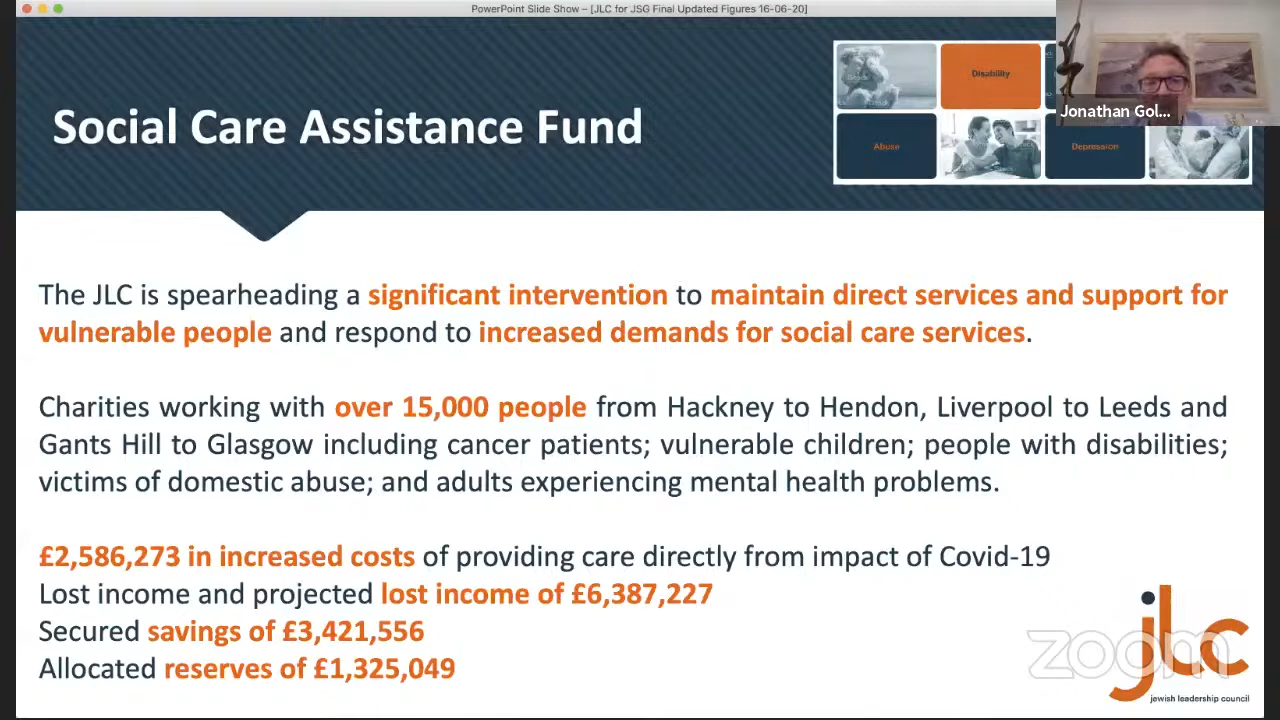 PowerPoint Slide Show – [JLC for JSG Final Updated Figures 16-06-20]
Social Care Assistance Fund
Disability
Abuse
Depression
Jonathan Gol...
The JLC is spearheading a significant intervention to maintain direct services and support for
vulnerable people and respond to increased demands for social care services.
Charities working with over 15,000 people from Hackney to Hendon, Liverpool to Leeds and
Gants Hill to Glasgow including cancer patients; vulnerable children; people with disabilities;
victims of domestic abuse; and adults experiencing mental health problems.
£2,586,273 in increased costs of providing care directly from impact of Covid-19
Lost income and projected lost income of £6,387,227
Secured savings of £3,421,556
Allocated reserves of £1,325,049
zoom
jlc
jewish leadership council